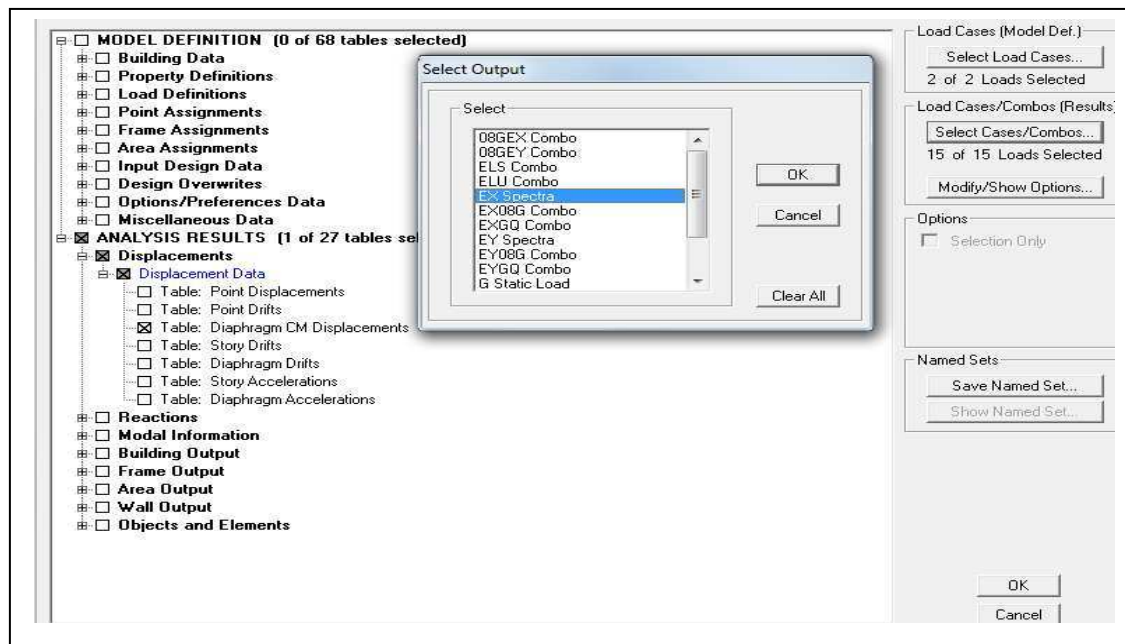 MODEL DEFINITION (0 of 68 tables selected)
Building Data
Property Definitions
Load Definitions
Point Assignments
Frame Assignments
Area Assignments
Input Design Data
Design Overwrites
Options/Preferences Data
Miscellaneous Data
ANALYSIS RESULTS (1 of 27 tables sel
Displacements
Displacement Data
Table: Point Displacements
Table: Point Drifts
Table: Diaphragm CM Displacements
Table: Story Drifts
Table: Diaphragm Drifts
Table: Story Accelerations
Table: Diaphragm Accelerations
Reactions
Modal Information
Building Output
Frame Output
Area Output
Wall Output
Objects and Elements
Select Output
Select
08GEX Combo
08GEY Combo
ELS Combo
ELU Combo
EX Spectra
EX08G Combo
EXGQ Combo
EY Spectra
EY08G Combo
EYGQ Combo
G Static Load
OK
Cancel
Clear All
Load Cases (Model Def.)
Select Load Cases...
2 of 2 Loads Selected
Load Cases/Combos (Results)
Select Cases/Combos...
15 of 15 Loads Selected
Modify/Show Options...
Options
Selection Only
Named Sets
Save Named Set...
Show Named Set...
OK
Cancel